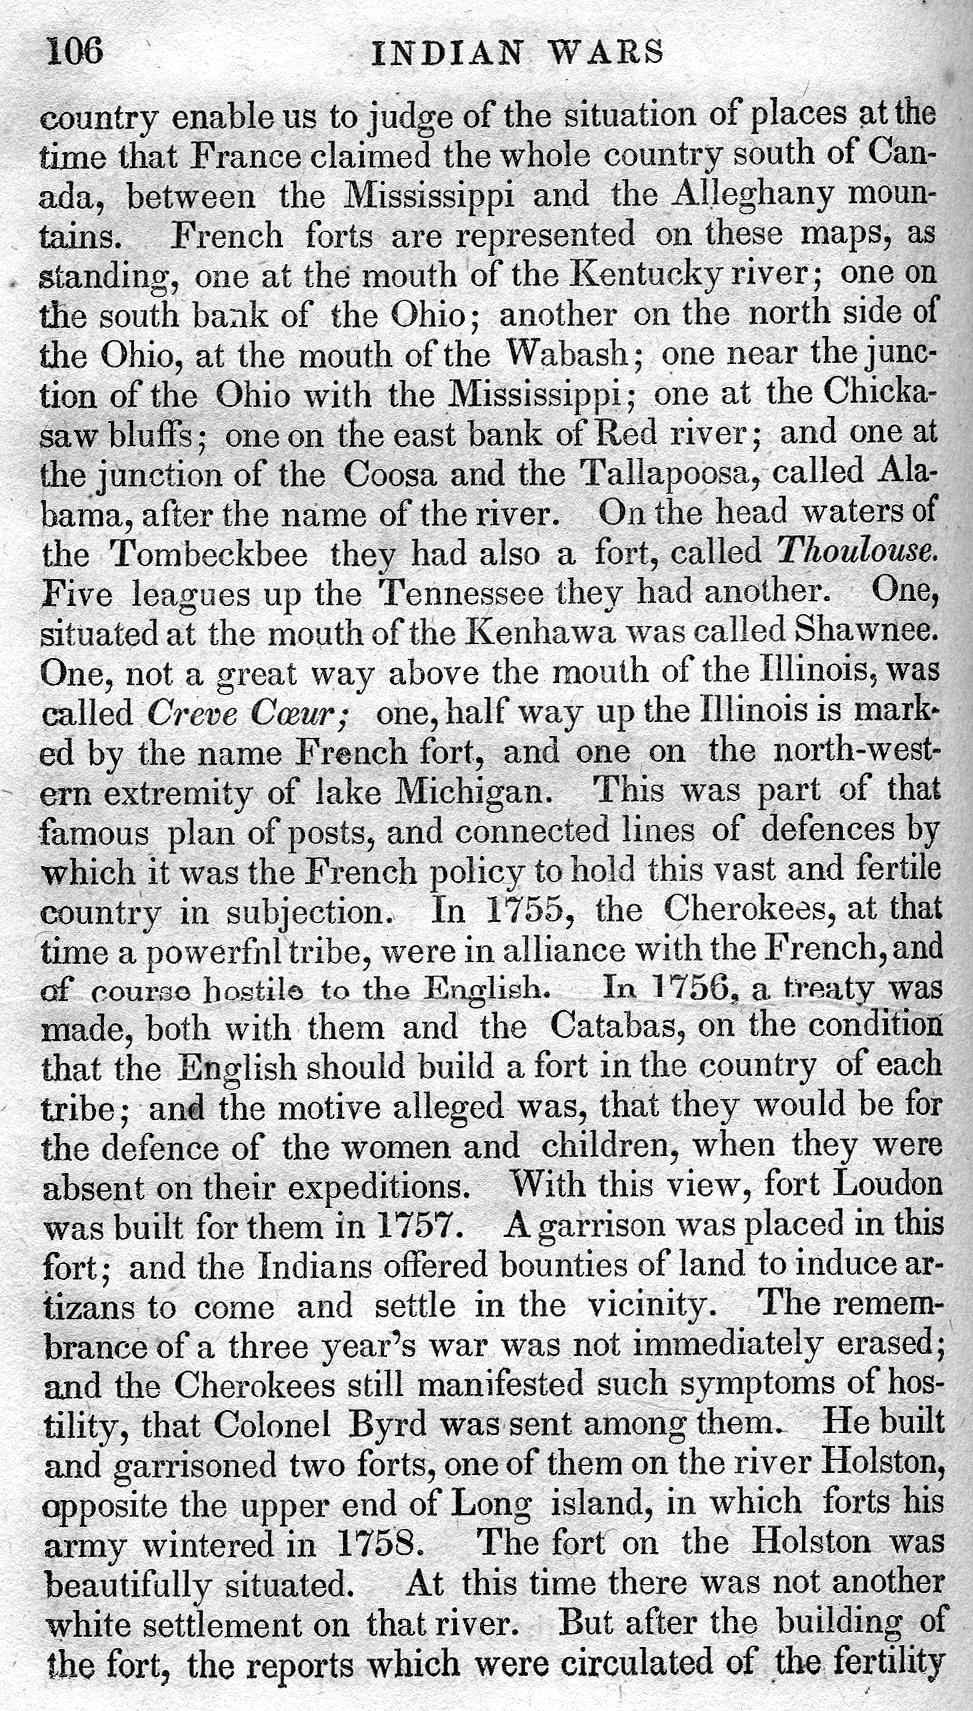 106 INDIAN WARS
country enable us to judge of the situation of places at the
time that France claimed the whole country south of Can-
ada, between the Mississippi and the Alleghany moun-
tains. French forts are represented on these maps, as
standing, one at the mouth of the Kentucky river; one on
the south bank of the Ohio; another on the north side of
the Ohio, at the mouth of the Wabash; one near the junc-
tion of the Ohio with the Mississippi; one at the Chicka-
saw bluffs; one on the east bank of Red river; and one at
the junction of the Coosa and the Tallapoosa, called Ala-
bama, after the name of the river. On the head waters of
the Tombeckbee they had also a fort, called Thoulouse.
Five leagues up the Tennessee they had another. One,
situated at the mouth of the Kenhawa was called Shawnee.
One, not a great way above the mouth of the Illinois, was
called Creve Cœur; one, half way up the Illinois is mark-
ed by the name French fort, and one on the north-west-
ern extremity of lake Michigan. This was part of that
famous plan of posts, and connected lines of defences by
which it was the French policy to hold this vast and fertile
country in subjection. In 1755, the Cherokees, at that
time a powerfnl tribe, were in alliance with the French, and
of course hostile to the English. In 1756, a treaty was
made, both with them and the Catabas, on the condition
that the English should build a fort in the country of each
tribe; and the motive alleged was, that they would be for
the defence of the women and children, when they were
absent on their expeditions. With this view, fort Loudon
was built for them in 1757. A garrison was placed in this
fort; and the Indians offered bounties of land to induce ar-
tizans to come and settle in the vicinity. The remem-
brance of a three year's war was not immediately erased;
and the Cherokees still manifested such symptoms of hos-
tility, that Colonel Byrd was sent among them. He built
and garrisoned two forts, one of them on the river Holston,
opposite the upper end of Long island, in which forts his
army wintered in 1758. The fort on the Holston was
beautifully situated. At this time there was not another
white settlement on that river. But after the building of
the fort, the reports which were circulated of the fertility